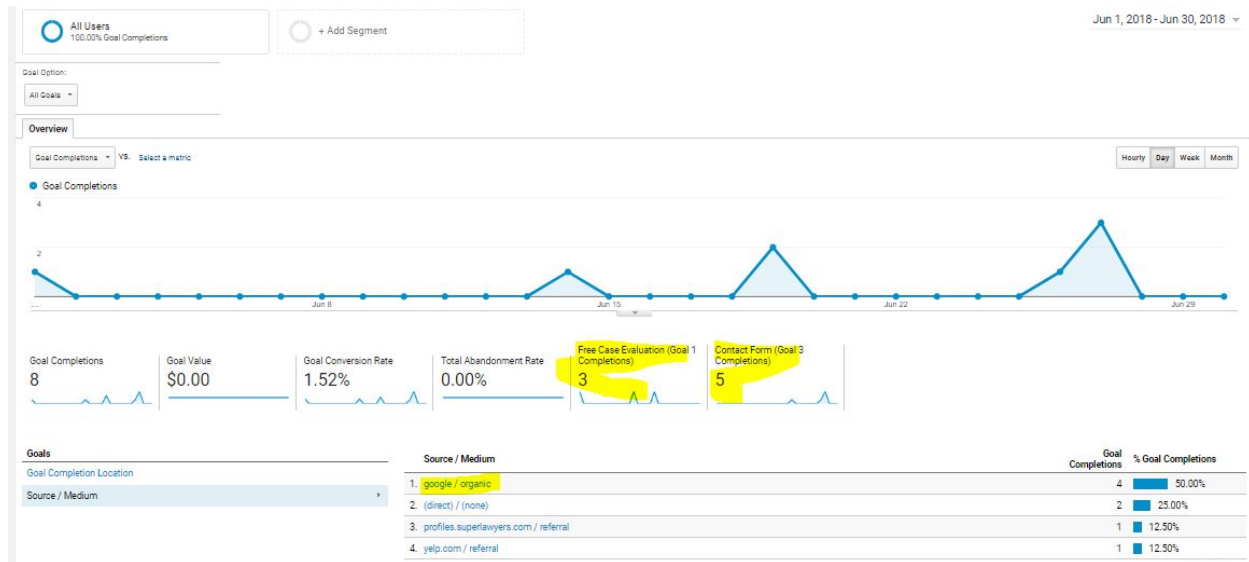 All Users
100.00% Goal Completions
+ Add Segment
Jun 1, 2018 - Jun 30, 2018
Goal Option:
All Goals
Overview
Goal Completions VS. Select a metric
Hourly Day Week Month
Goal Completions
4
2
... Jun 8 Jun 15 Jun 22 Jun 29
Goal Completions
8
Goal Value
$0.00
Goal Conversion Rate
1.52%
Total Abandonment Rate
0.00%
Free Case Evaluation (Goal 1
Completions)
3
Contact Form (Goal 3
Completions)
5
Goals
Goal Completion Location
Source / Medium
Source / Medium Goal
Completions % Goal Completions
1. google / organic 4 50.00%
2. (direct) / (none) 2 25.00%
3. profiles.superlawyers.com / referral 1 12.50%
4. yelp.com / referral 1 12.50%